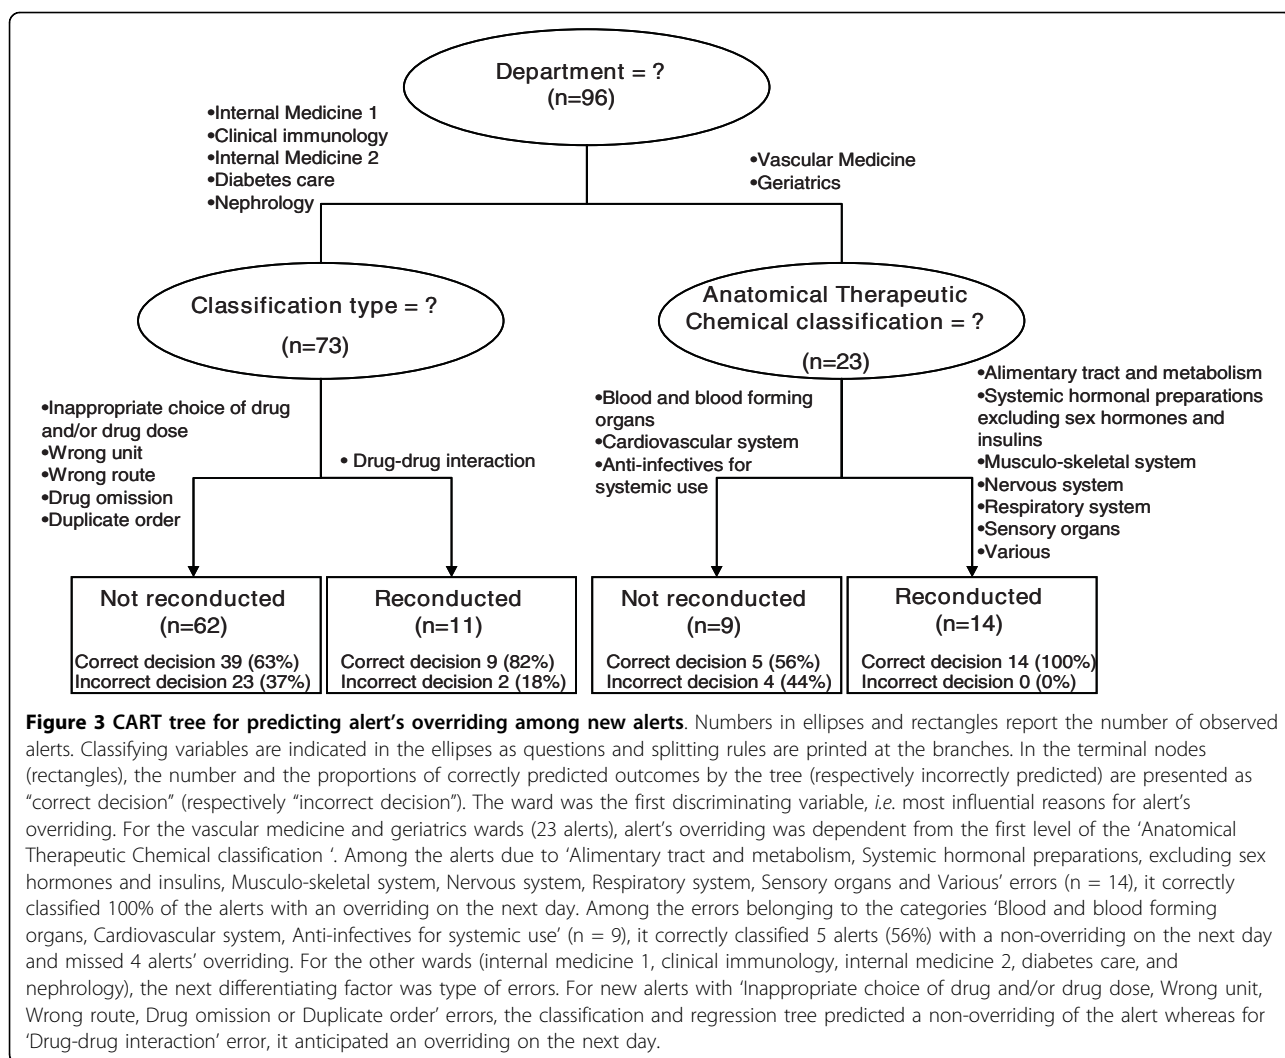 Department = ?
(n=96)
•Internal Medicine 1
•Clinical immunology
•Internal Medicine 2
•Diabetes care
•Nephrology
•Vascular Medicine
•Geriatrics
Classification type = ?
(n=73)
Anatomical Therapeutic
Chemical classification = ?
(n=23)
•Inappropriate choice of drug
and/or drug dose
•Wrong unit
•Wrong route
•Drug omission
•Duplicate order
• Drug-drug interaction
•Blood and blood forming
organs
•Cardiovascular system
•Anti-infectives for
systemic use
•Alimentary tract and metabolism
•Systemic hormonal preparations
excluding sex hormones and
insulins
•Musculo-skeletal system
•Nervous system
•Respiratory system
•Sensory organs
•Various
Not reconducted
(n=62)
Correct decision 39 (63%)
Incorrect decision 23 (37%)
Reconducted
(n=11)
Correct decision 9 (82%)
Incorrect decision 2 (18%)
Not reconducted
(n=9)
Correct decision 5 (56%)
Incorrect decision 4 (44%)
Reconducted
(n=14)
Correct decision 14 (100%)
Incorrect decision 0 (0%)
Figure 3 CART tree for predicting alert’s overriding among new alerts. Numbers in ellipses and rectangles report the number of observed
alerts. Classifying variables are indicated in the ellipses as questions and splitting rules are printed at the branches. In the terminal nodes
(rectangles), the number and the proportions of correctly predicted outcomes by the tree (respectively incorrectly predicted) are presented as
“correct decision” (respectively “incorrect decision”). The ward was the first discriminating variable, i.e. most influential reasons for alert’s
overriding. For the vascular medicine and geriatrics wards (23 alerts), alert’s overriding was dependent from the first level of the ‘Anatomical
Therapeutic Chemical classification ‘. Among the alerts due to ‘Alimentary tract and metabolism, Systemic hormonal preparations, excluding sex
hormones and insulins, Musculo-skeletal system, Nervous system, Respiratory system, Sensory organs and Various’ errors (n = 14), it correctly
classified 100% of the alerts with an overriding on the next day. Among the errors belonging to the categories ‘Blood and blood forming
organs, Cardiovascular system, Anti-infectives for systemic use’ (n = 9), it correctly classified 5 alerts (56%) with a non-overriding on the next day
and missed 4 alerts’ overriding. For the other wards (internal medicine 1, clinical immunology, internal medicine 2, diabetes care, and
nephrology), the next differentiating factor was type of errors. For new alerts with ‘Inappropriate choice of drug and/or drug dose, Wrong unit,
Wrong route, Drug omission or Duplicate order’ errors, the classification and regression tree predicted a non-overriding of the alert whereas for
‘Drug-drug interaction’ error, it anticipated an overriding on the next day.